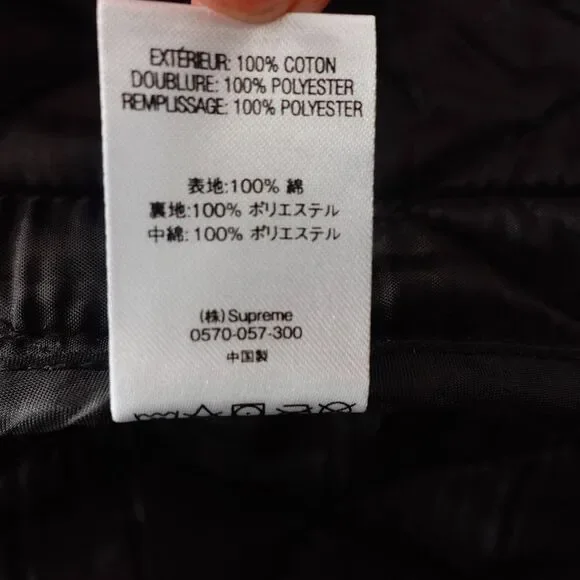 EXTÉRIEUR: 100% COTON
DOUBLURE: 100% POLYESTER
REMPLISSAGE: 100% POLYESTER
表地:100% 綿
裏地:100% ポリエステル
中綿:100% ポリエステル
(株)Supreme
0570-057-300
中国製